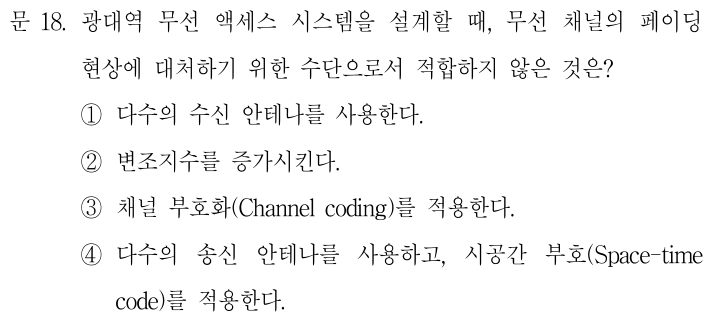 문 18. 광대역 무선 액세스 시스템을 설계할 때, 무선 채널의 페이딩
현상에 대처하기 위한 수단으로서 적합하지 않은 것은?
① 다수의 수신 안테나를 사용한다.
② 변조지수를 증가시킨다.
③ 채널 부호화(Channel coding)를 적용한다.
④ 다수의 송신 안테나를 사용하고, 시공간 부호(Space-time
code)를 적용한다.